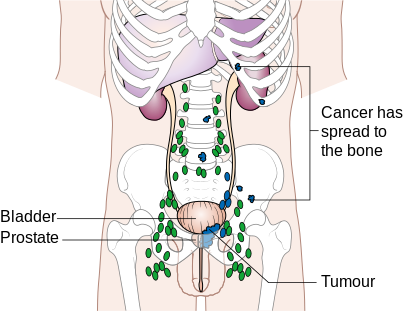 Cancer has
spread to
the bone
Bladder
Prostate
Tumour